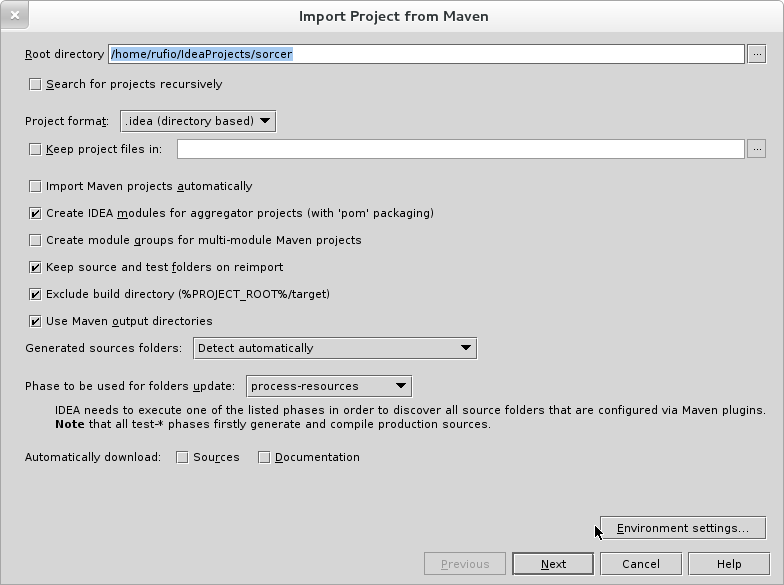 Import Project from Maven
Root directory /home/rufio/IdeaProjects/sorcer ...
Search for projects recursively
Project format: .idea (directory based)
Keep project files in: ...
Import Maven projects automatically
Create IDEA modules for aggregator projects (with 'pom' packaging)
Create module groups for multi-module Maven projects
Keep source and test folders on reimport
Exclude build directory (%PROJECT_ROOT%/target)
Use Maven output directories
Generated sources folders: Detect automatically
Phase to be used for folders update: process-resources
IDEA needs to execute one of the listed phases in order to discover all source folders that are configured via Maven plugins.
Note that all test-* phases firstly generate and compile production sources.
Automatically download: Sources Documentation
Environment settings...
Previous Next Cancel Help